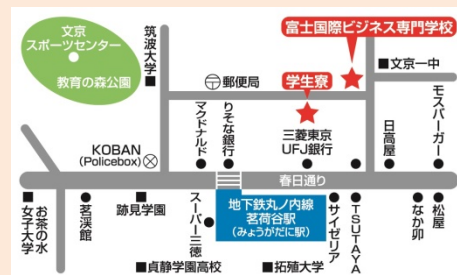 文京
スポーツセンター
教育の森公園
筑波大学
富士国際ビジネス専門学校
文京一中
郵便局
学生寮
マクドナルド
りそな銀行
三菱東京
UFJ銀行
日高屋
モスバーガー
KOBAN
(Policebox)
春日通り
お茶の水
女子大学
茗渓館
跡見学園
スーパー三徳
地下鉄丸ノ内線
茗荷谷駅
(みょうがだに駅)
サイゼリア
TSUTAYA
なか卯
松屋
貞静学園高校
拓殖大学